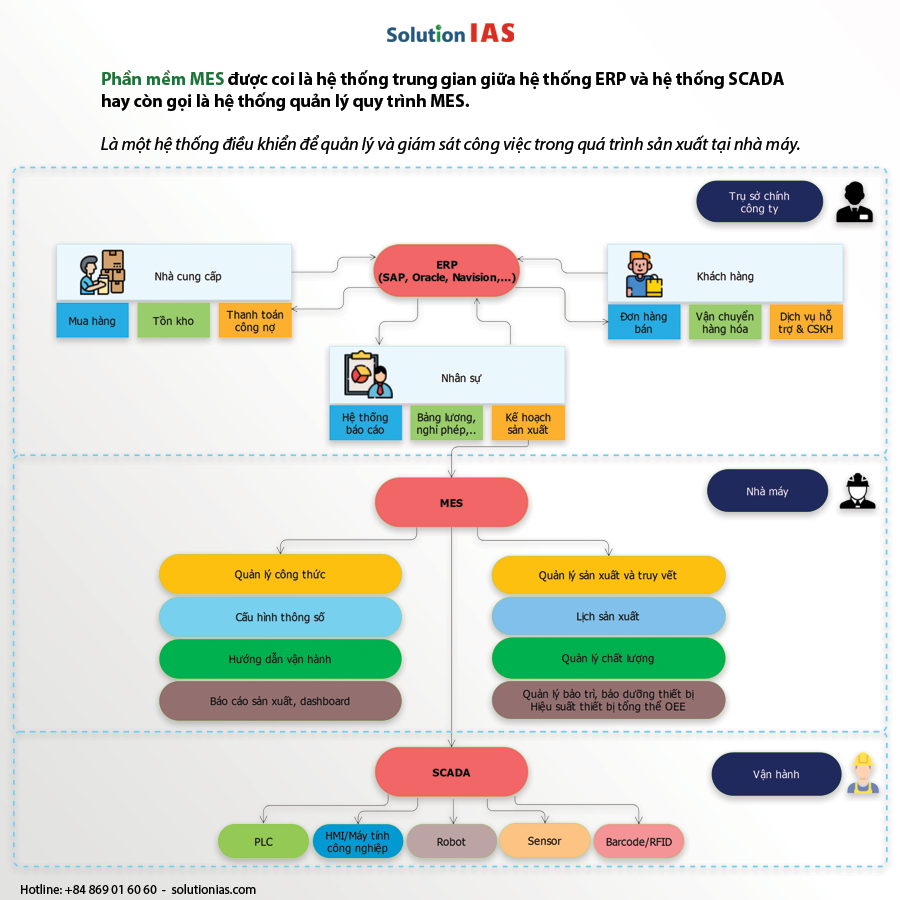 Solution IAS
Phần mềm MES được coi là hệ thống trung gian giữa hệ thống ERP và hệ thống SCADA
hay còn gọi là hệ thống quản lý quy trình MES.
Là một hệ thống điều khiển để quản lý và giám sát công việc trong quá trình sản xuất tại nhà máy.
Trụ sở chính
công ty
Nhà cung cấp
Mua hàng
Tồn kho
Thanh toán
công nợ
ERP
(SAP, Oracle, Navision,...)
Khách hàng
Đơn hàng
bán
Vận chuyển
hàng hóa
Dịch vụ hỗ
trợ & CSKH
Nhân sự
Hệ thống
báo cáo
Bảng lương,
nghỉ phép,..
Kế hoạch
sản xuất
MES
Nhà máy
Quản lý công thức
Cấu hình thông số
Hướng dẫn vận hành
Báo cáo sản xuất, dashboard
Quản lý sản xuất và truy vết
Lịch sản xuất
Quản lý chất lượng
Quản lý bảo trì, bảo dưỡng thiết bị
Hiệu suất thiết bị tổng thể OEE
SCADA
Vận hành
PLC
HMI/Máy tính
công nghiệp
Robot
Sensor
Barcode/RFID
Hotline: +84 869 01 60 60 - solutionias.com